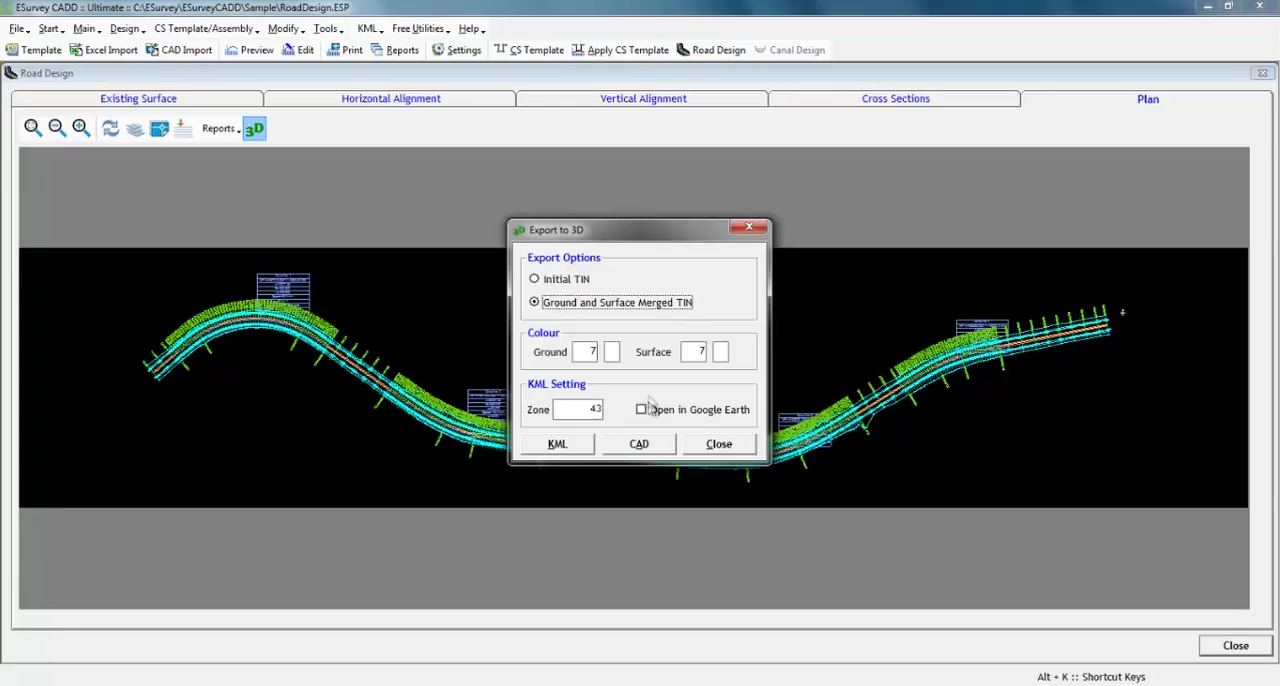 ESurvey CADD :: Ultimate :: C:\ESurvey\ESurveyCADD\Sample\RoadDesign.ESP
File Start Main Design CS Template/Assembly Modify Tools KML Free Utilities Help
Template Excel Import CAD Import Preview Edit Print Reports Settings CS Template Apply CS Template Road Design Canal Design
Road Design
Existing Surface Horizontal Alignment Vertical Alignment Cross Sections Plan
Reports 3D
3D Export to 3D
Export Options
Initial TIN
Ground and Surface Merged TIN
Colour
Ground 7 Surface 7
KML Setting
Zone 43 Open in Google Earth
KML CAD Close
Close
Alt + K :: Shortcut Keys